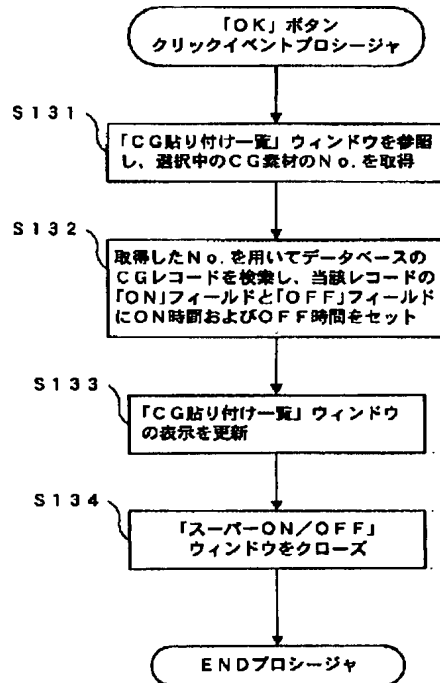 「OK」ボタン
クリックイベントプロシージャ
S131
「CG貼り付け一覧」ウィンドウを参照
し、選択中のCG素材のNo.を取得
S132
取得したNo.を用いてデータベースの
CGレコードを検索し、当該レコードの
「ON」フィールドと「OFF」フィールド
にON時間およびOFF時間をセット
S133
「CG貼り付け一覧」ウィンドウ
の表示を更新
S134
「スーパーON/OFF」
ウィンドウをクローズ
ENDプロシージャ